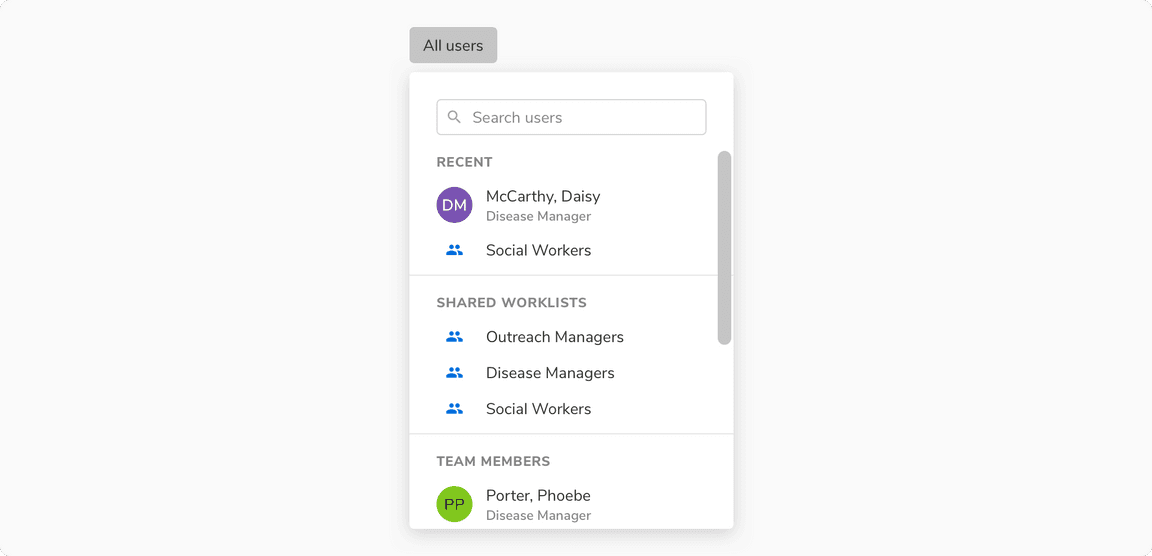 All users
Search users
RECENT
DM
McCarthy, Daisy
Disease Manager
Social Workers
SHARED WORKLISTS
Outreach Managers
Disease Managers
Social Workers
TEAM MEMBERS
PP
Porter, Phoebe
Disease Manager